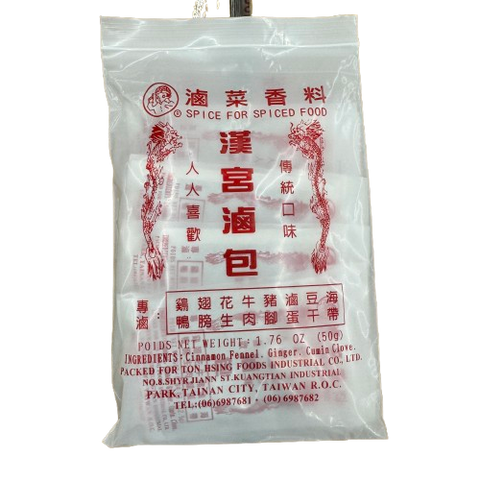 滷菜香料
® SPICE FOR SPICED FOOD
漢宮滷包
傳統口味
人人喜歡
專滷：
鷄翅花牛豬滷豆海
鴨膀生肉腳蛋干帶
POIDS NET WEIGHT: 1.76 OZ (50g)
INGREDIENTS: Cinnamon Fennel, Ginger, Cumin Clove.
PACKED FOR TON HSING FOODS INDUSTRIAL CO., LTD.
NO.8.SHYR JIANN ST.KUANGTIAN INDUSTRIAL
PARK, TAINAN CITY, TAIWAN R.O.C.
TEL:(06)6987681 · (06)6987682